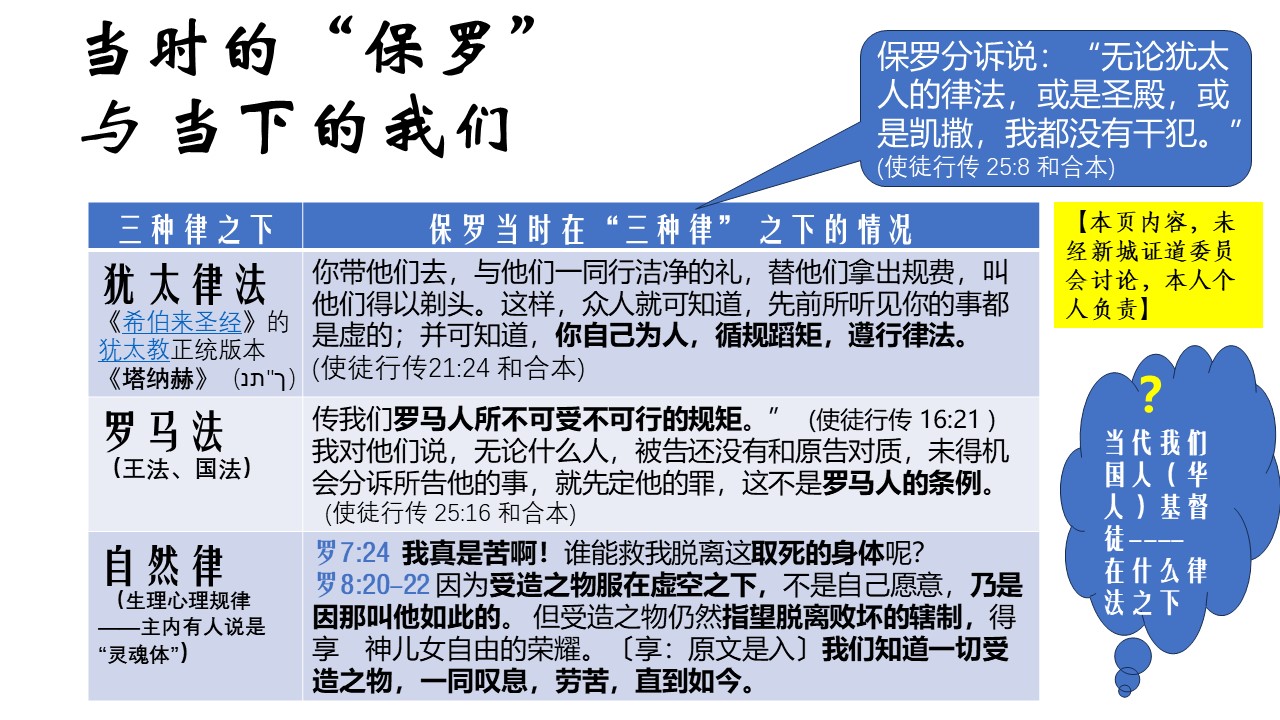 当时的“保罗”
与 当下的我们
保罗分诉说：“无论犹太
人的律法，或是圣殿，或
是凯撒，我都没有干犯。”
(使徒行传 25:8 和合本)
三种律之下
保罗当时在“三种律” 之下的情况
犹太律法
《希伯来圣经》的
犹太教正统版本
《塔纳赫》（תנ"ך）
你带他们去，与他们一同行洁净的礼，替他们拿出规费，叫
他们得以剃头。这样，众人就可知道，先前所听见你的事都
是虚的；并可知道，你自己为人，循规蹈矩，遵行律法。
(使徒行传21:24 和合本)
罗马法
（王法、国法）
传我们罗马人所不可受不可行的规矩。” (使徒行传 16:21 )
我对他们说，无论什么人，被告还没有和原告对质，未得机
会分诉所告他的事，就先定他的罪，这不是罗马人的条例。
(使徒行传 25:16 和合本)
自然律
（生理心理规律
——主内有人说是
“灵魂体”）
罗7:24 我真是苦啊！谁能救我脱离这取死的身体呢？
罗8:20–22 因为受造之物服在虚空之下，不是自己愿意，乃是
因那叫他如此的。 但受造之物仍然指望脱离败坏的辖制，得
享　神儿女自由的荣耀。〔享：原文是入〕我们知道一切受
造之物，一同叹息，劳苦，直到如今。
【本页内容，未
经新城证道委员
会讨论，本人个
人负责】
？
当代我们
国人（华
人）基督
徒----
在什么律
法之下